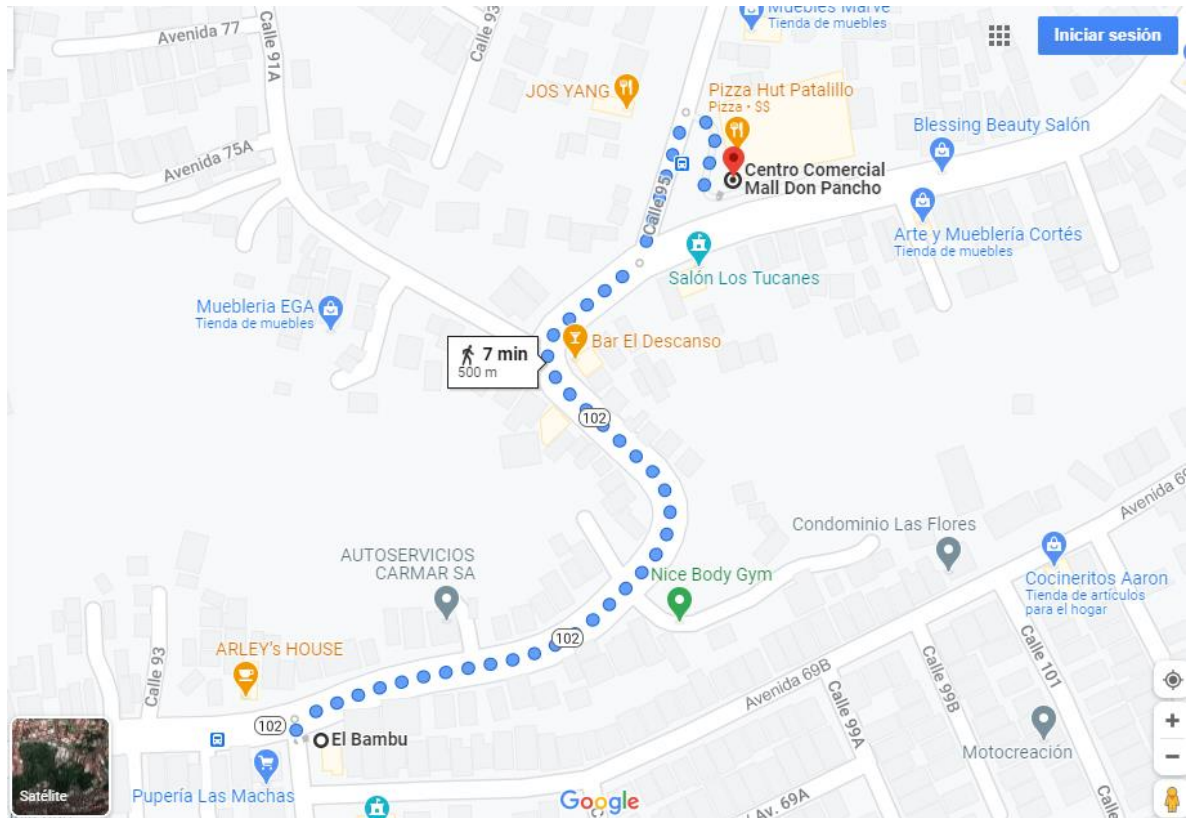 Muebles Marve
Tienda de muebles
Iniciar sesión
Avenida 77
Calle 91A
Calle 93
JOS YANG
Pizza Hut Patalillo
Pizza · $$
Blessing Beauty Salón
Avenida 75A
Centro Comercial
Mall Don Pancho
Calle 95
Arte y Mueblería Cortés
Tienda de muebles
Salón Los Tucanes
Muebleria EGA
Tienda de muebles
7 min
500 m
Bar El Descanso
102
Avenida 69
Condominio Las Flores
AUTOSERVICIOS
CARMAR SA
Nice Body Gym
Cocineritos Aaron
Tienda de artículos
para el hogar
102
ARLEY's HOUSE
Calle 93
Avenida 69B
Calle 99B
Calle 101
Calle 99A
102
El Bambu
Motocreación
Satélite
Pupería Las Machas
Google
Av. 69A
Calle